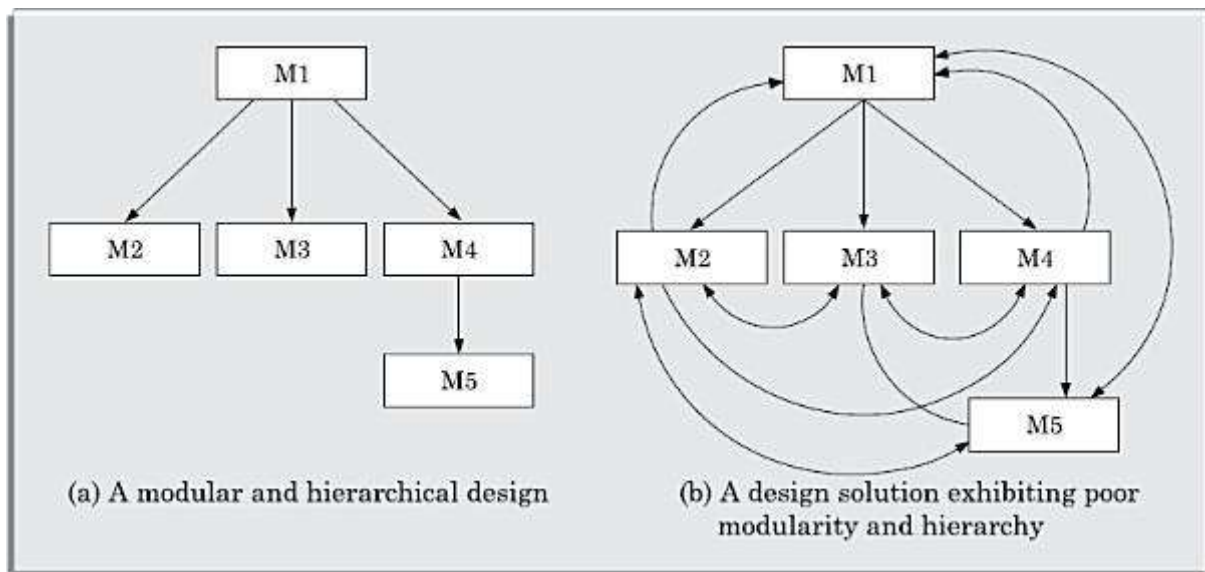 M1
M2
M3
M4
M5
(a) A modular and hierarchical design
M1
M2
M3
M4
M5
(b) A design solution exhibiting poor
modularity and hierarchy